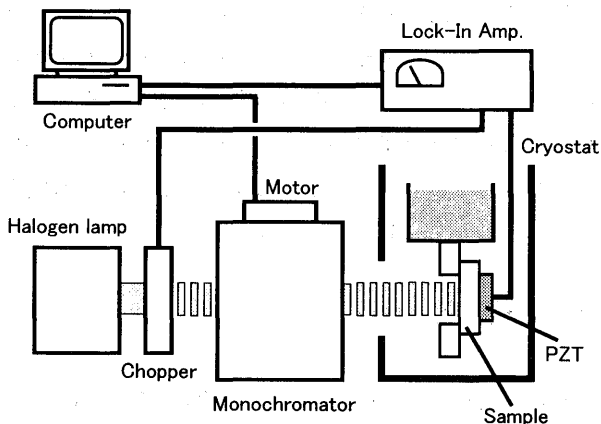 Lock-In Amp.
Computer
Cryostat
Motor
Halogen lamp
PZT
Chopper
Monochromator
Sample